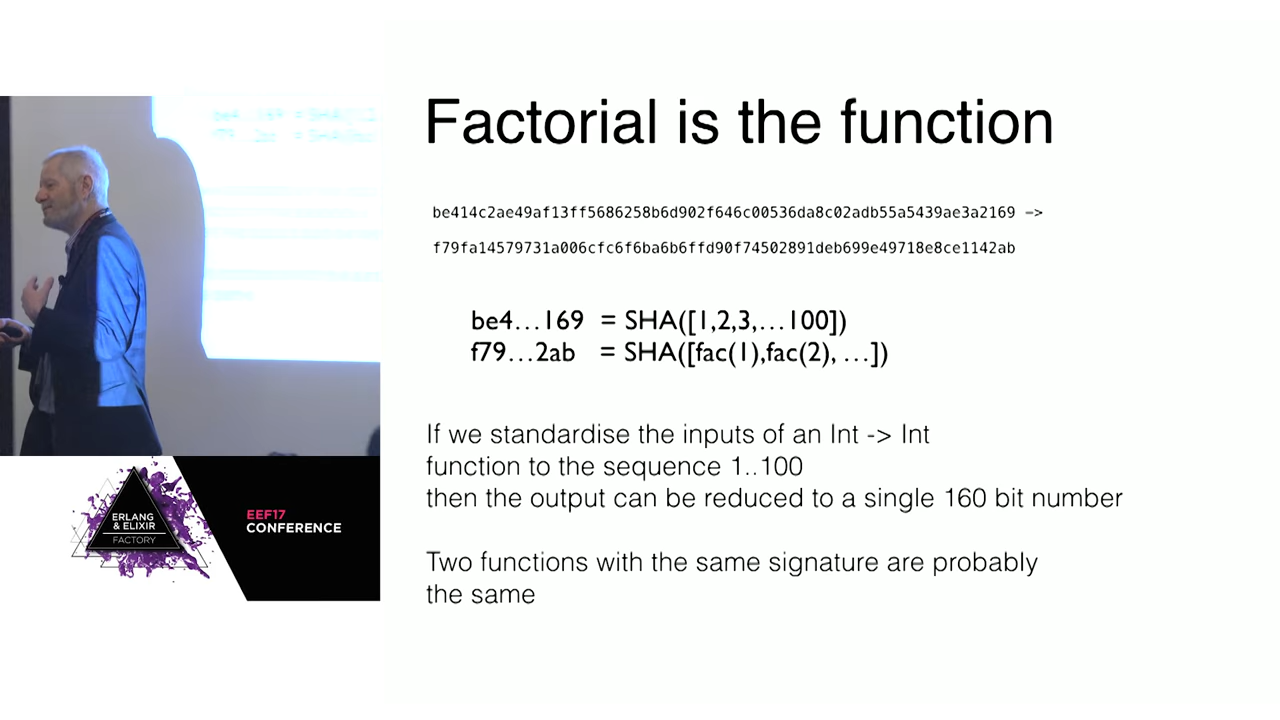 Factorial is the function
be414c2ae49af13ff5686258b6d902f646c00536da8c02adb55a5439ae3a2169 ->
f79fa14579731a006cfc6f6ba6b6ffd90f74502891deb699e49718e8ce1142ab
be4...169 = SHA([1,2,3,...100])
f79...2ab = SHA([fac(1),fac(2), ...])
If we standardise the inputs of an Int -> Int
function to the sequence 1..100
then the output can be reduced to a single 160 bit number
Two functions with the same signature are probably
the same
ERLANG
& ELIXIR
FACTORY
EEF17
CONFERENCE